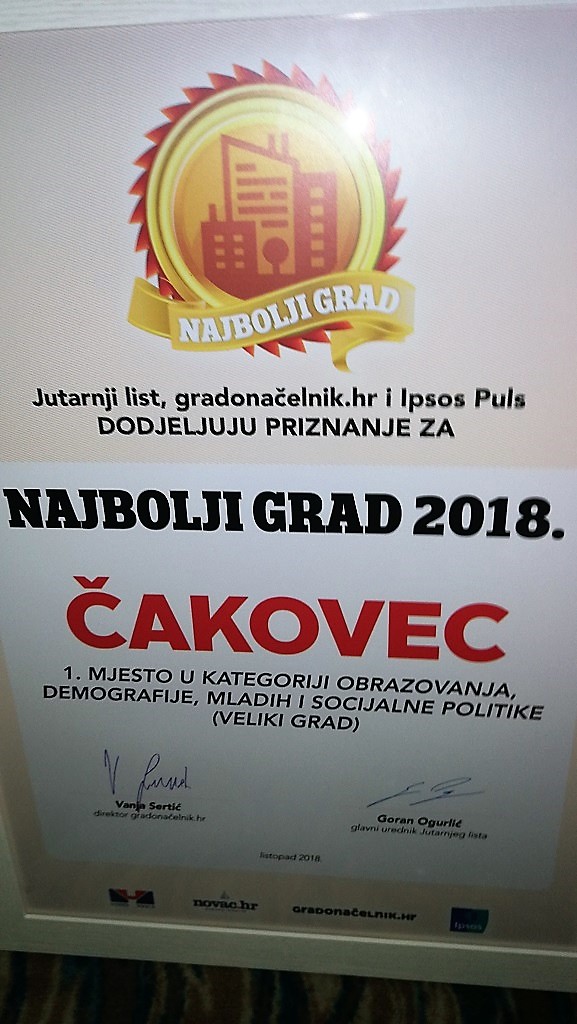 NAJBOLJI GRAD
Jutarnji list, gradonačelnik.hr i Ipsos Puls
DODJELJUJU PRIZNANJE ZA
NAJBOLJI GRAD 2018.
ČAKOVEC
1. MJESTO U KATEGORIJI OBRAZOVANJA,
DEMOGRAFIJE, MLADIH I SOCIJALNE POLITIKE
(VELIKI GRAD)
Vanja Sertić
direktor gradonačelnik.hr
Goran Ogurlić
glavni urednik Jutarnjeg lista
listopad 2018.
novac.hr
GRADONAČELNIK.HR
Ipsos